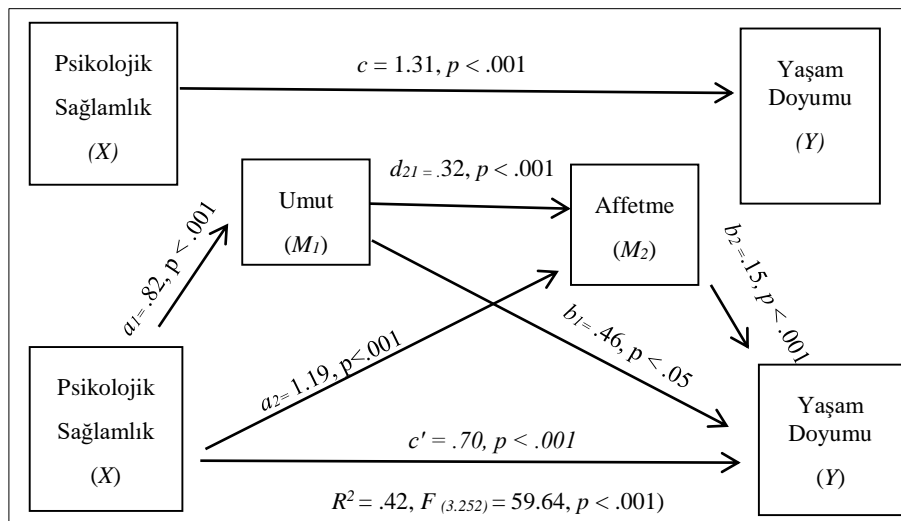 Psikolojik
Sağlamlık
(X)
c = 1.31, p < .001
Yaşam
Doyumu
(Y)
Umut
(M1)
d21 = .32, p < .001
Affetme
(M2)
a1= .82, p < .001
b2 =.15, p < .001
a2= 1.19, p<.001
b1= .46, p < .05
Psikolojik
Sağlamlık
(X)
c' = .70, p < .001
Yaşam
Doyumu
(Y)
R2 = .42, F (3.252) = 59.64, p < .001)